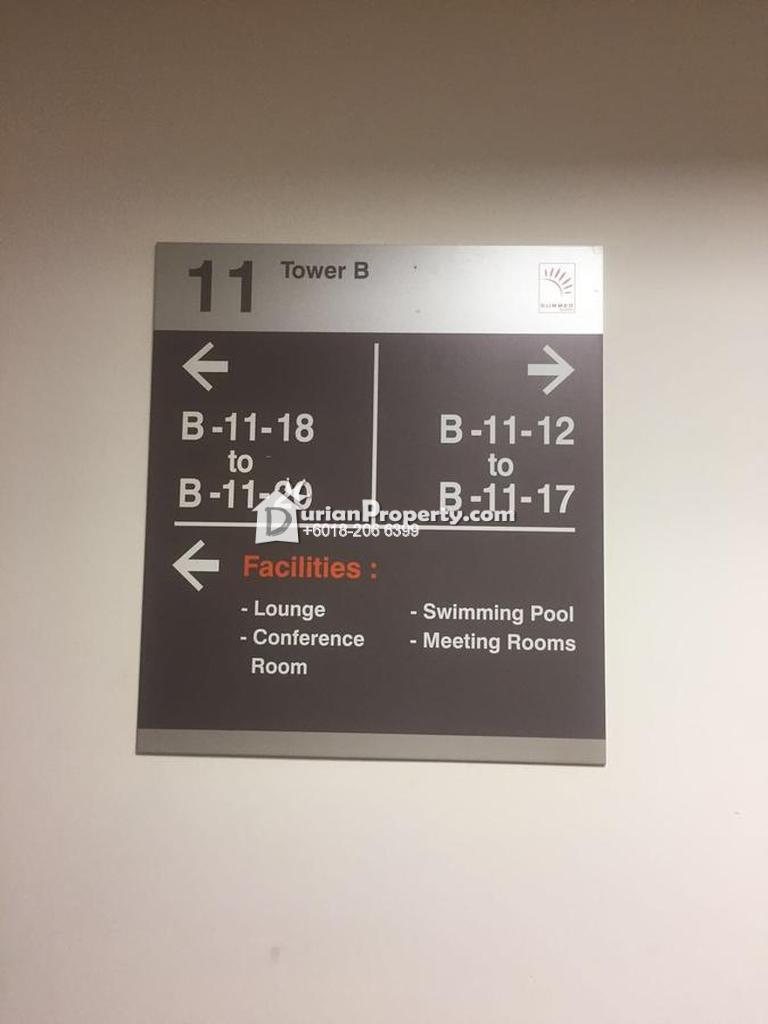 11 Tower B
B-11-18
B-11-12
to
to
B-11-17
DurianProperty.com
+6018-206 6399
Facilities :
- Lounge
- Swimming Pool
- Conference
- Meeting Rooms
Room